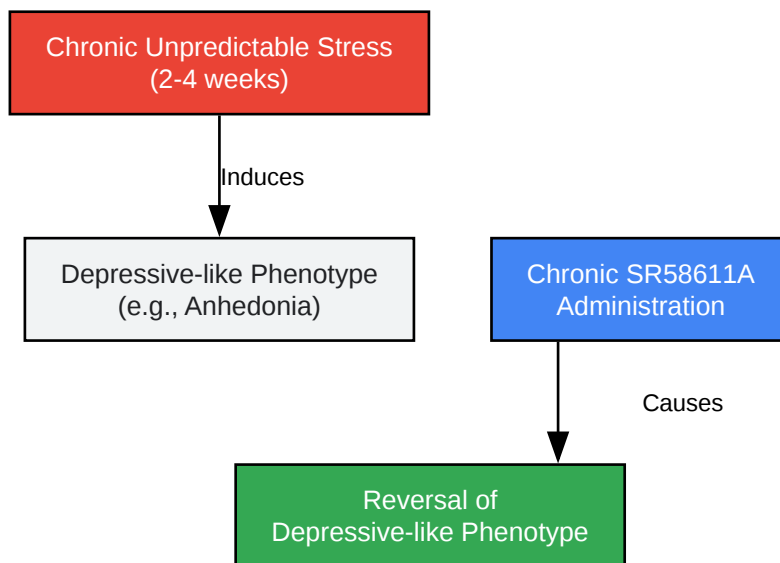 Chronic Unpredictable Stress
(2-4 weeks)
Induces
Depressive-like Phenotype
(e.g., Anhedonia)
Chronic SR58611A
Administration
Causes
Reversal of
Depressive-like Phenotype